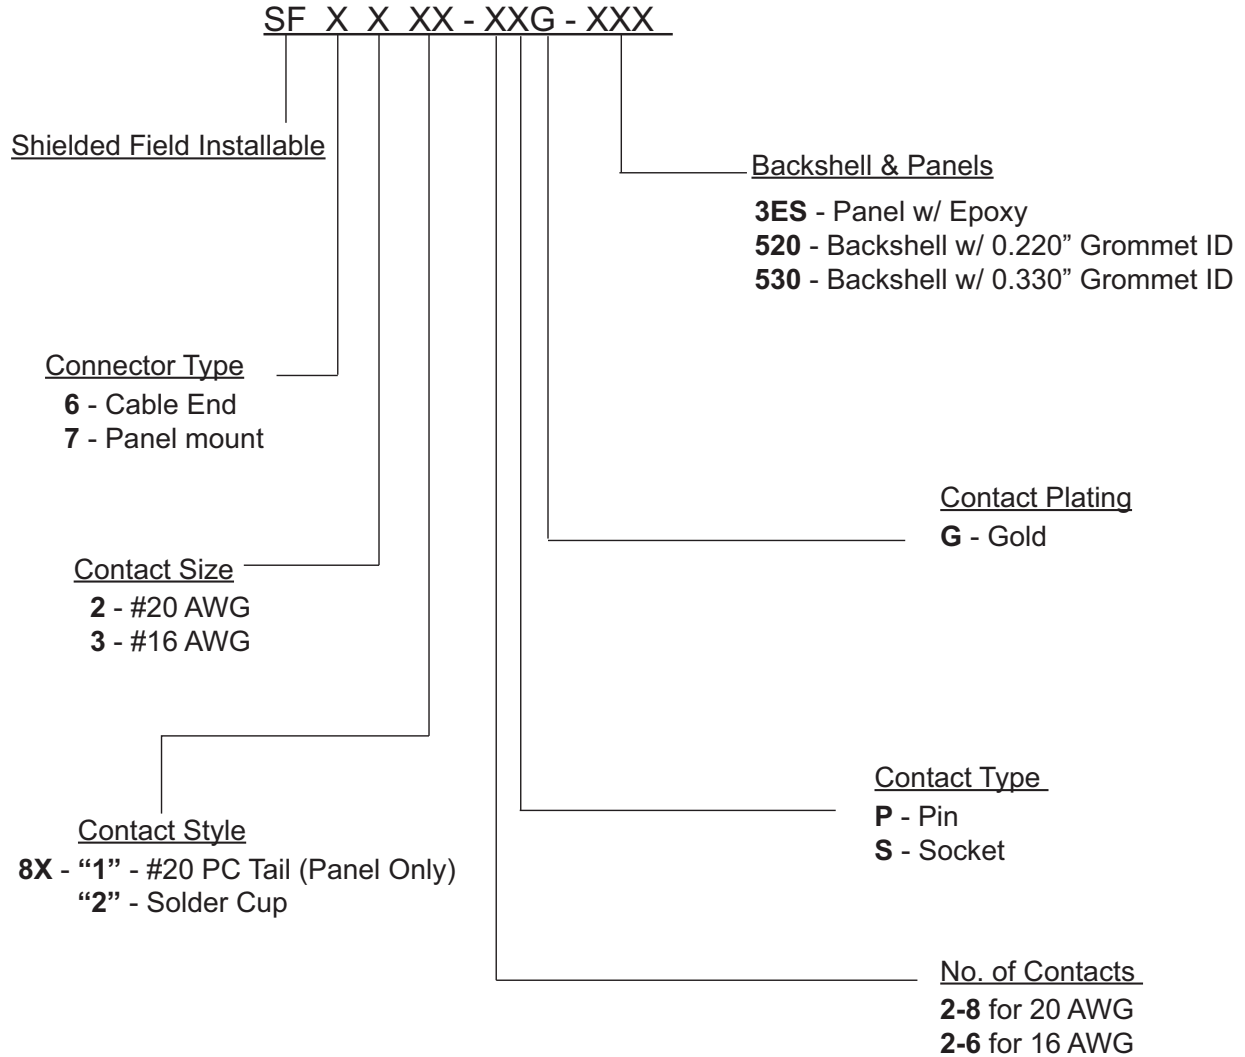 SF X X XX - XXG - XXX
Shielded Field Installable
Backshell & Panels
3ES - Panel w/ Epoxy
520 - Backshell w/ 0.220” Grommet ID
530 - Backshell w/ 0.330” Grommet ID
Connector Type
6 - Cable End
7 - Panel mount
Contact Plating
G - Gold
Contact Size
2 - #20 AWG
3 - #16 AWG
Contact Type
P - Pin
S - Socket
Contact Style
8X - “1” - #20 PC Tail (Panel Only)
“2” - Solder Cup
No. of Contacts
2-8 for 20 AWG
2-6 for 16 AWG